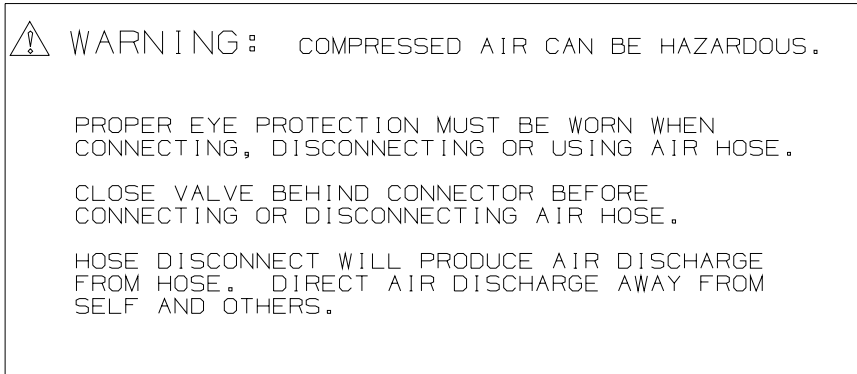 WARNING: COMPRESSED AIR CAN BE HAZARDOUS.
PROPER EYE PROTECTION MUST BE WORN WHEN
CONNECTING, DISCONNECTING OR USING AIR HOSE.
CLOSE VALVE BEHIND CONNECTOR BEFORE
CONNECTING OR DISCONNECTING AIR HOSE.
HOSE DISCONNECT WILL PRODUCE AIR DISCHARGE
FROM HOSE. DIRECT AIR DISCHARGE AWAY FROM
SELF AND OTHERS.